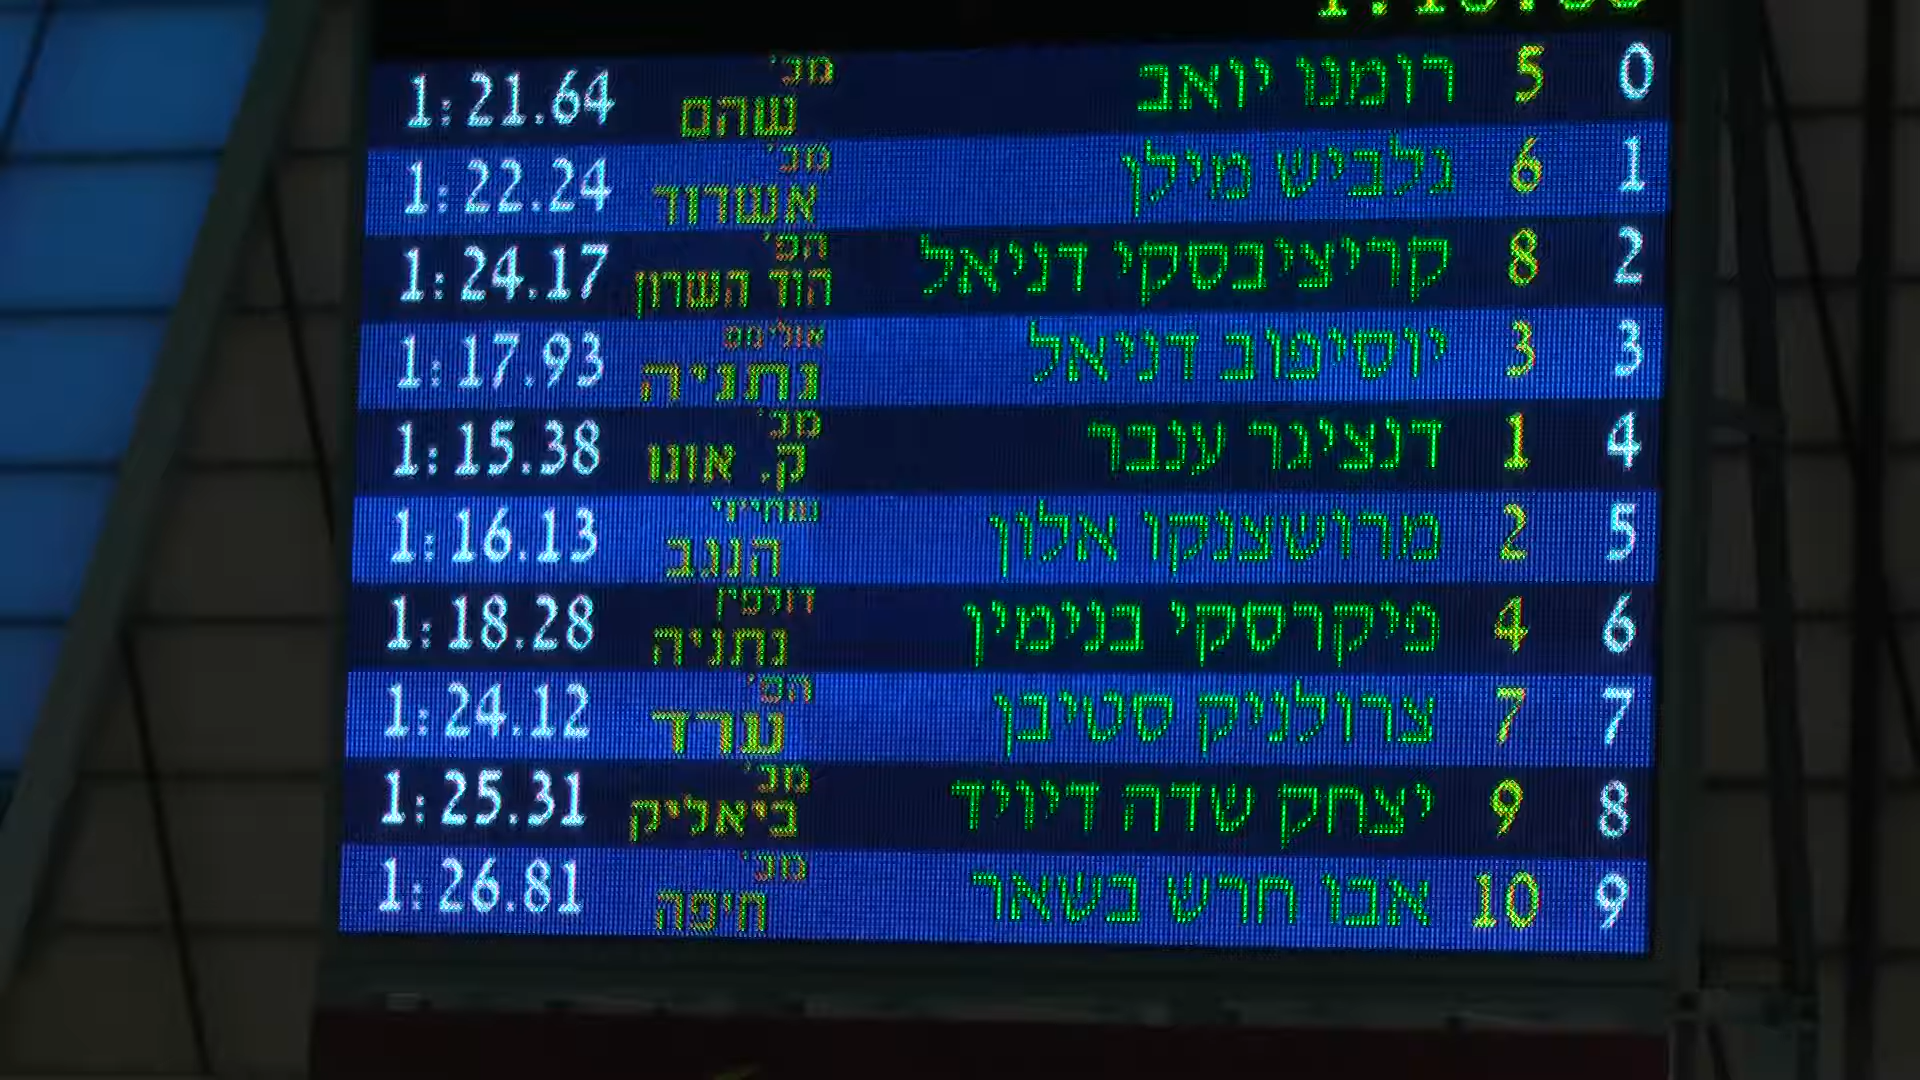 0 5 רומנו יואב מכ' שהם 1:21.64
1 6 גלביש מילן מכ' אשדוד 1:22.24
2 8 קריציבסקי דניאל הפ' הוד השרון 1:24.17
3 3 יוסיפוב דניאל אולימפ נתניה 1:17.93
4 1 דנציגר ענבר מכ' ק. אונו 1:15.38
5 2 מרושצנקו אלון שחייני הנגב 1:16.13
6 4 פיקרסקי בנימין דולפין נתניה 1:18.28
7 7 צרולניק סטיבן הפ' ערד 1:24.12
8 9 יצחק שדה דיויד מכ' ביאליק 1:25.31
9 10 אבו חרש בשאר מכ' חיפה 1:26.81